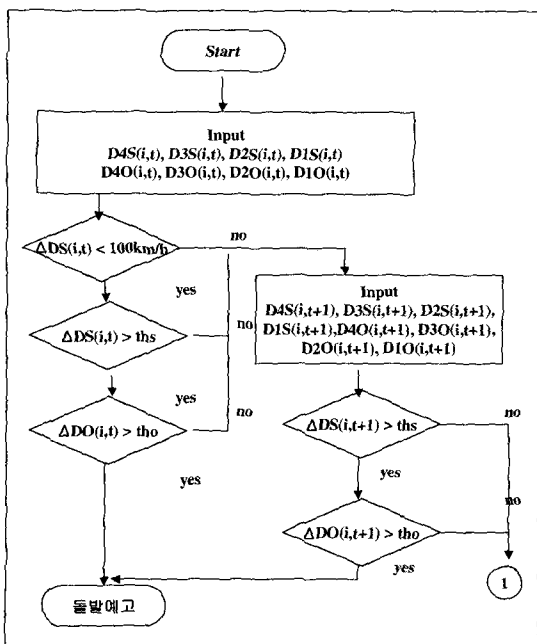 Start
Input
D4S(i,t), D3S(i,t), D2S(i,t), D1S(i,t)
D4O(i,t), D3O(i,t), D2O(i,t), D1O(i,t)
ΔDS(i,t) < 100km/h
no
yes
Input
D4S(i,t+1), D3S(i,t+1), D2S(i,t+1),
D1S(i,t+1),D4O(i,t+1), D3O(i,t+1),
D2O(i,t+1), D1O(i,t+1)
ΔDS(i,t) > ths
no
yes
ΔDO(i,t) > tho
no
yes
ΔDS(i,t+1) > ths
no
yes
ΔDO(i,t+1) > tho
no
yes
돌발예고
1